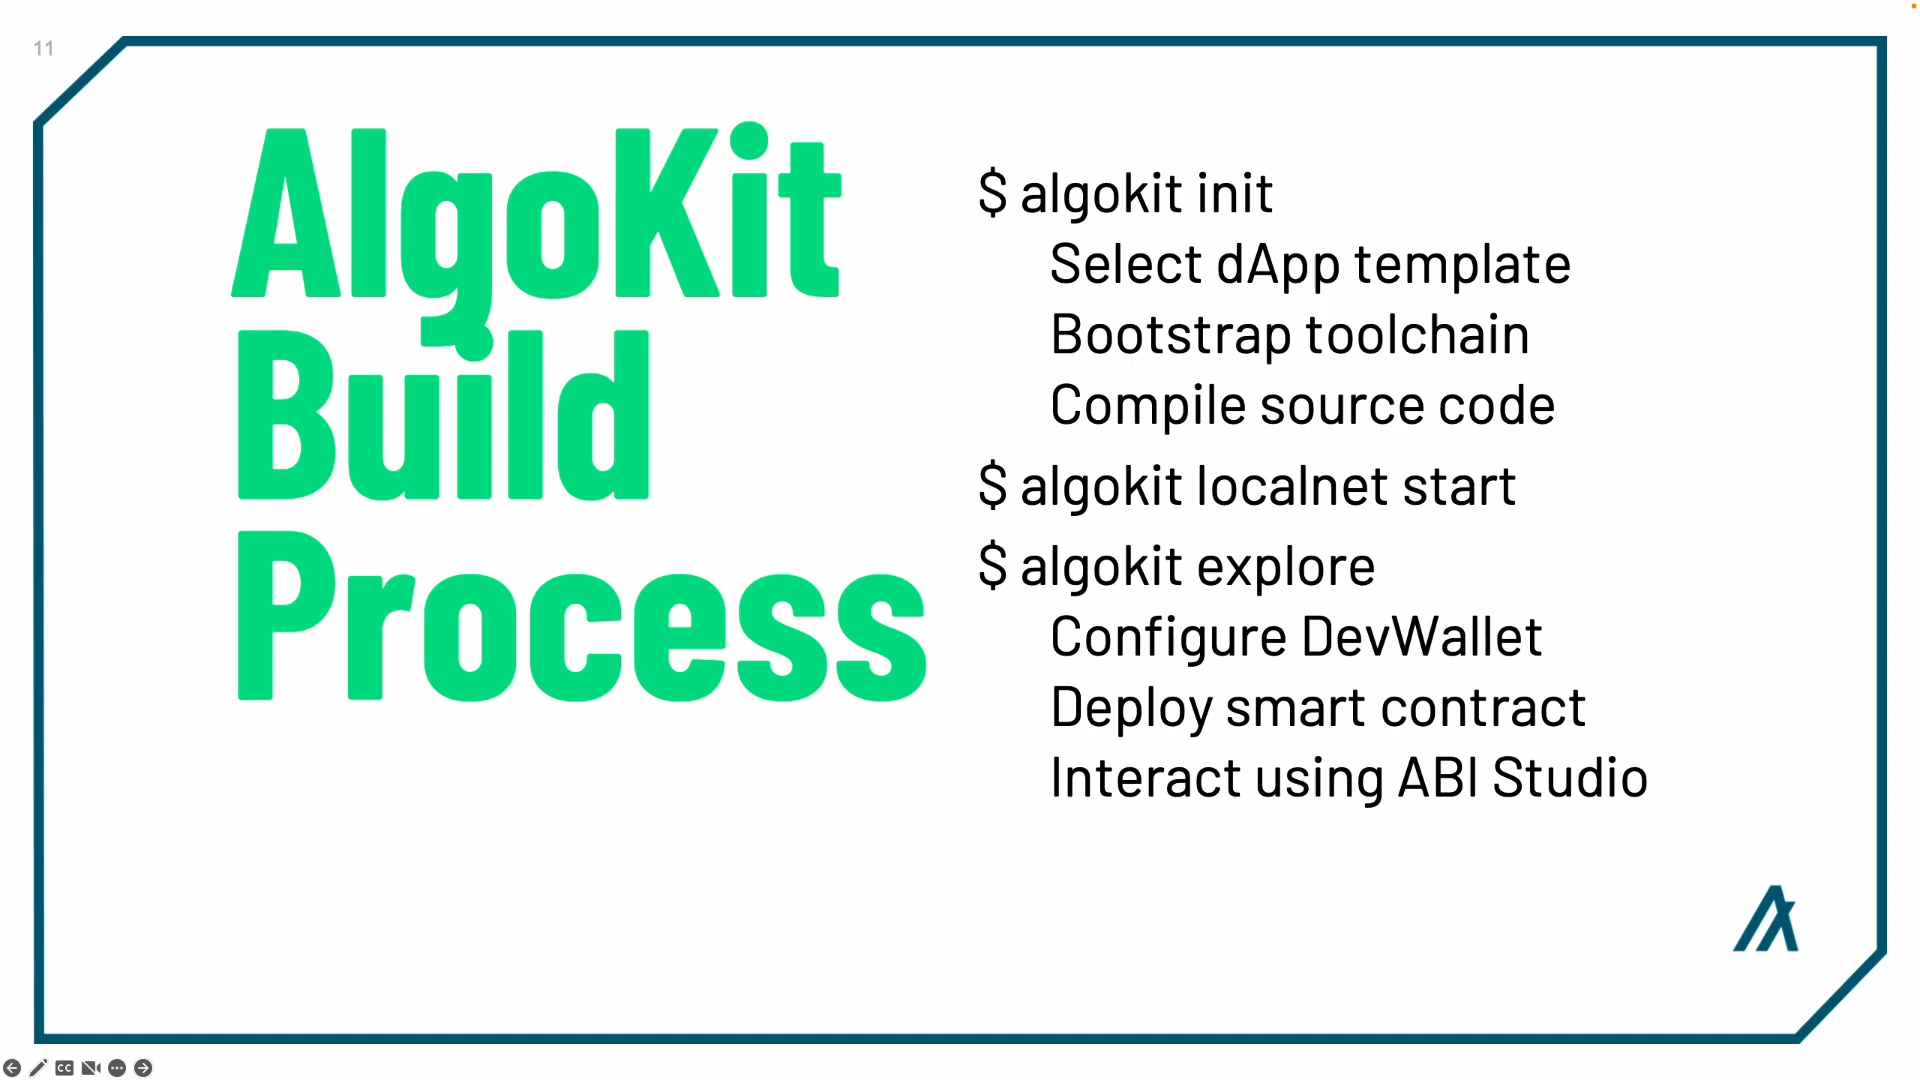 11
AlgoKit
Build
Process
$ algokit init
Select dApp template
Bootstrap toolchain
Compile source code
$ algokit localnet start
$ algokit explore
Configure DevWallet
Deploy smart contract
Interact using ABI Studio
CC